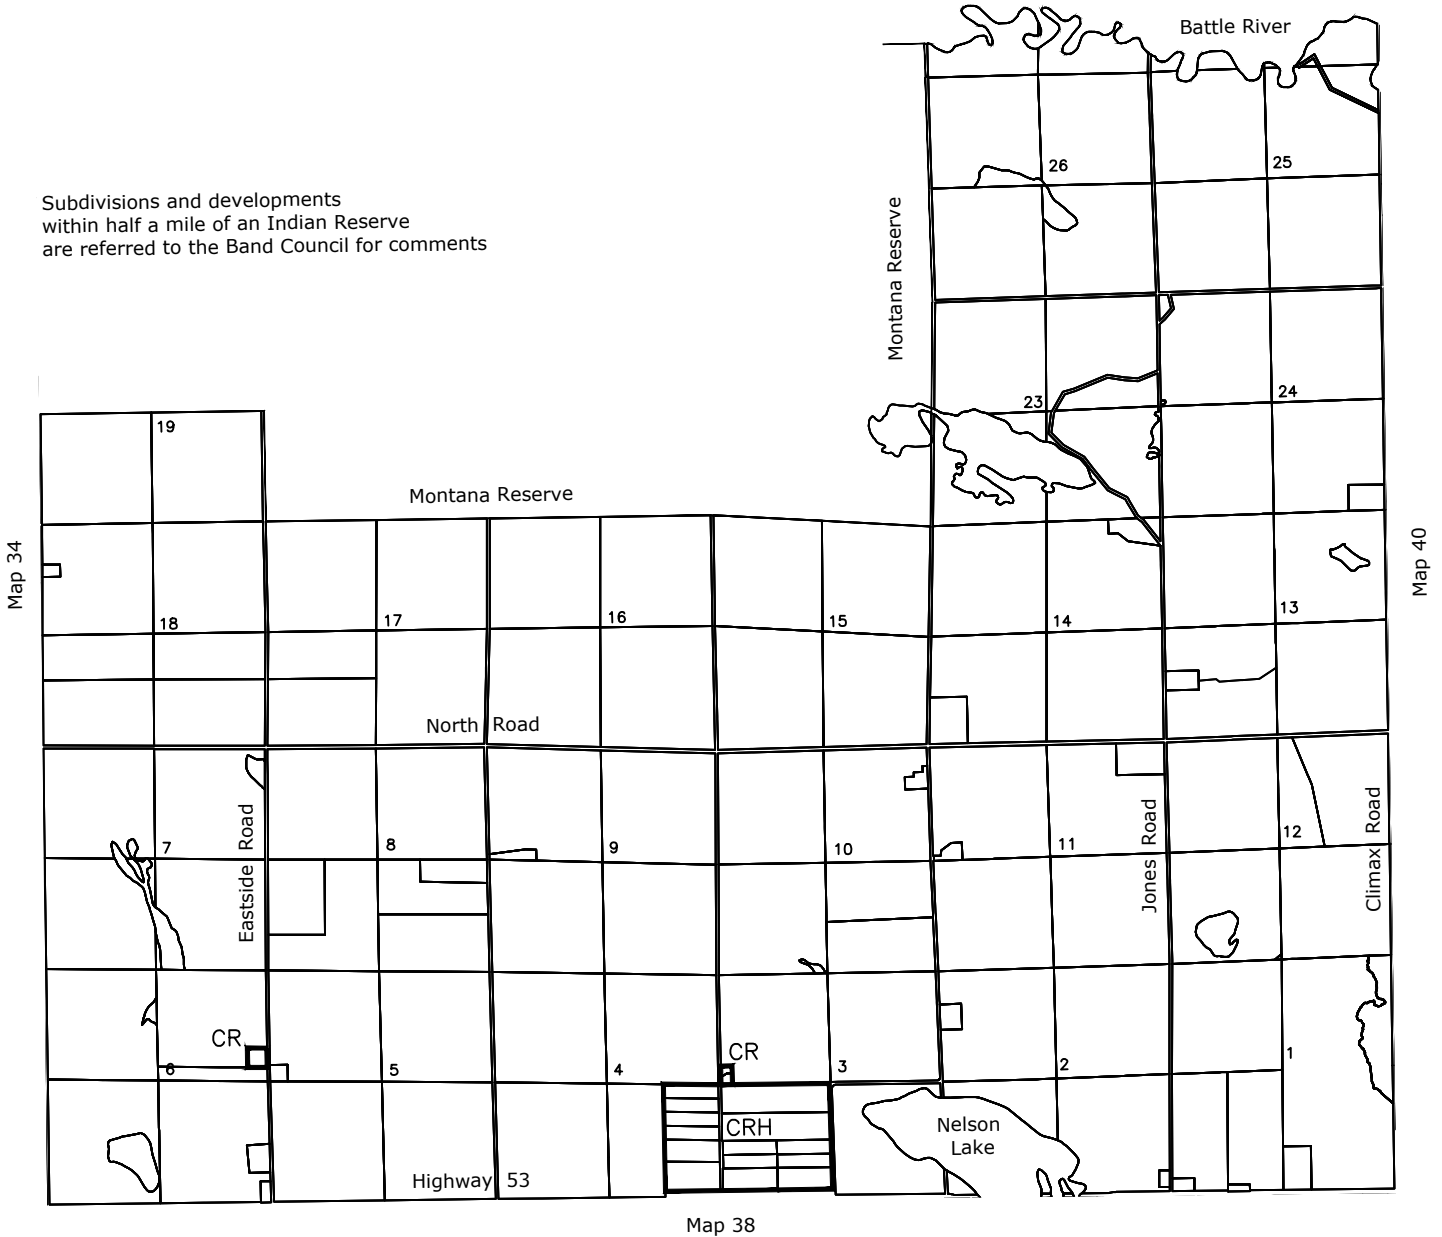 Battle River
26
25
Subdivisions and developments
within half a mile of an Indian Reserve
are referred to the Band Council for comments
Montana Reserve
23
24
19
Montana Reserve
Map 34
Map 40
18
17
16
15
14
13
North Road
7
8
9
10
11
12
Eastside Road
Jones Road
Climax Road
CR
CR
6
5
4
3
2
1
CRH
Nelson
Lake
Highway 53
Map 38